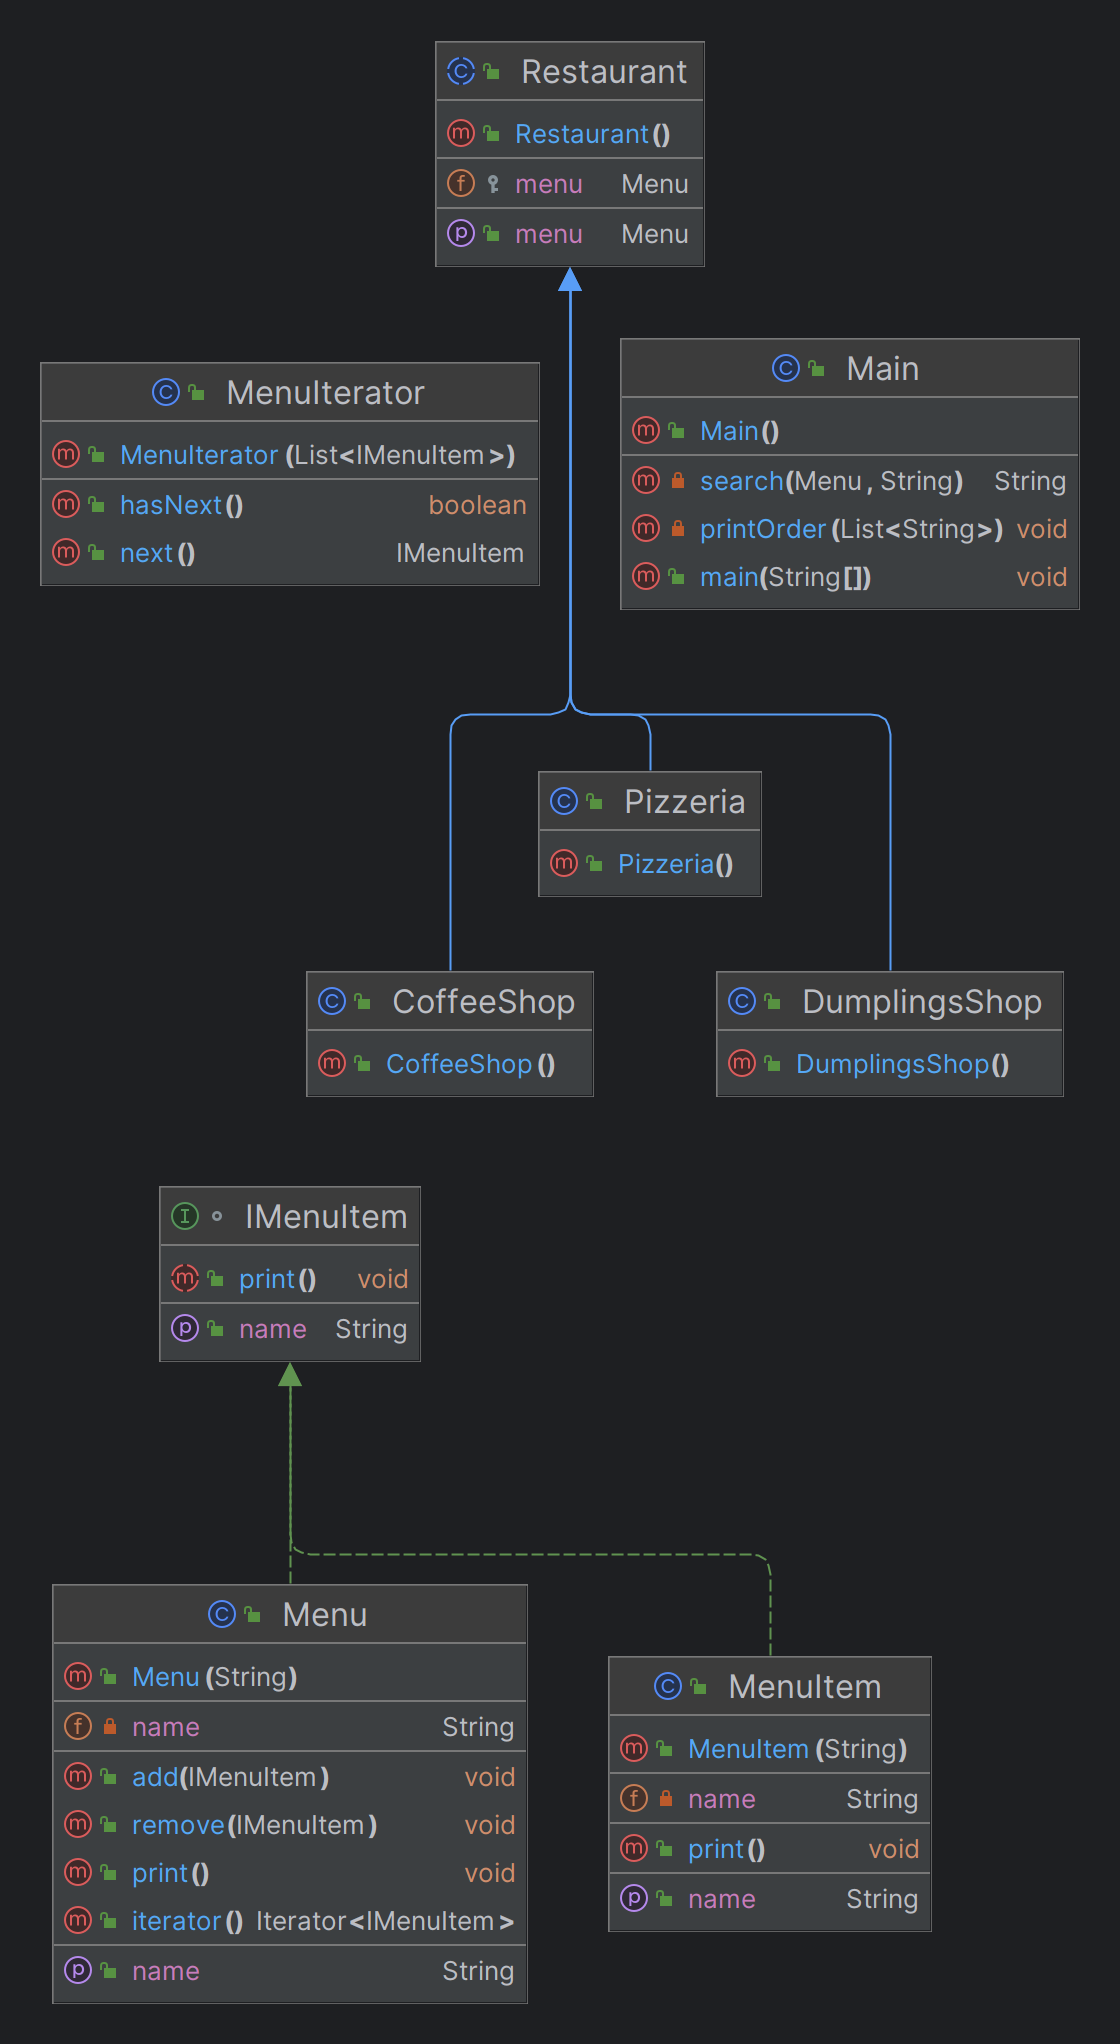 Restaurant
Restaurant()
menu Menu
menu Menu
MenuIterator
MenuIterator(List<IMenuItem>)
hasNext() boolean
next() IMenuItem
Main
Main()
search(Menu, String) String
printOrder(List<String>) void
main(String[]) void
Pizzeria
Pizzeria()
CoffeeShop
CoffeeShop()
DumplingsShop
DumplingsShop()
IMenuItem
print() void
name String
Menu
Menu(String)
name String
add(IMenuItem) void
remove(IMenuItem) void
print() void
iterator() Iterator<IMenuItem>
name String
MenuItem
MenuItem(String)
name String
print() void
name String